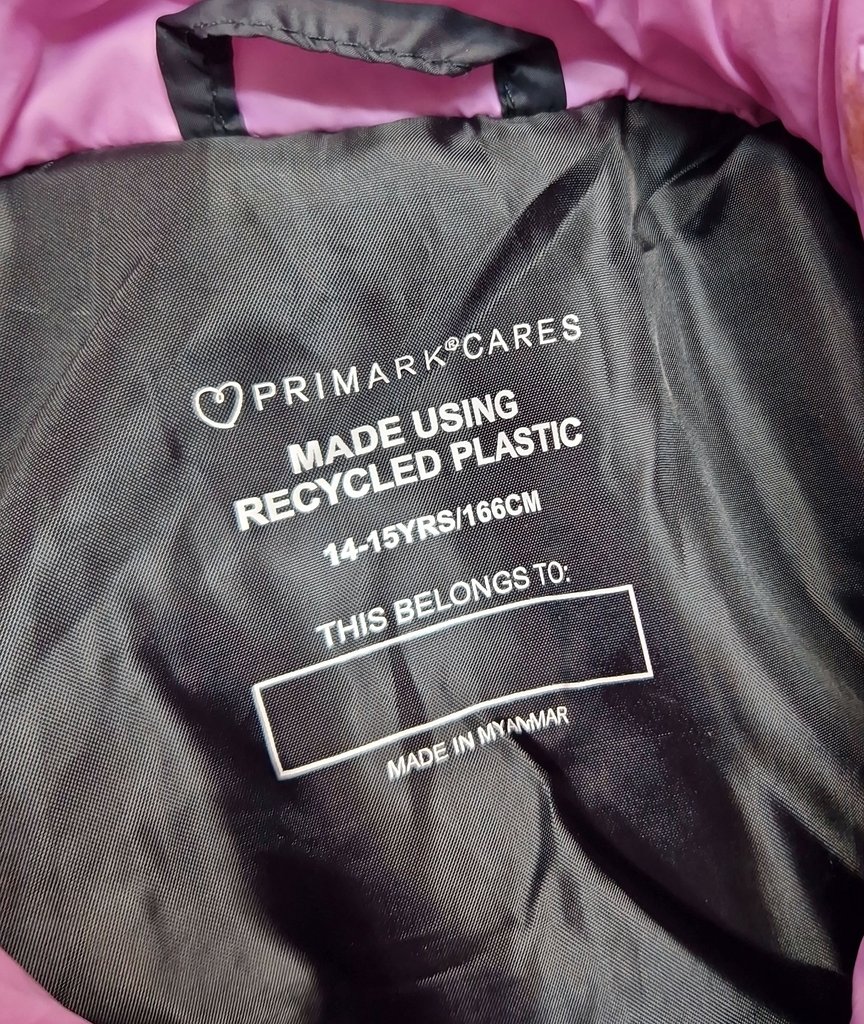 PRIMARK®CARES
MADE USING
RECYCLED PLASTIC
14-15YRS/166CM
THIS BELONGS TO:
MADE IN MYANMAR